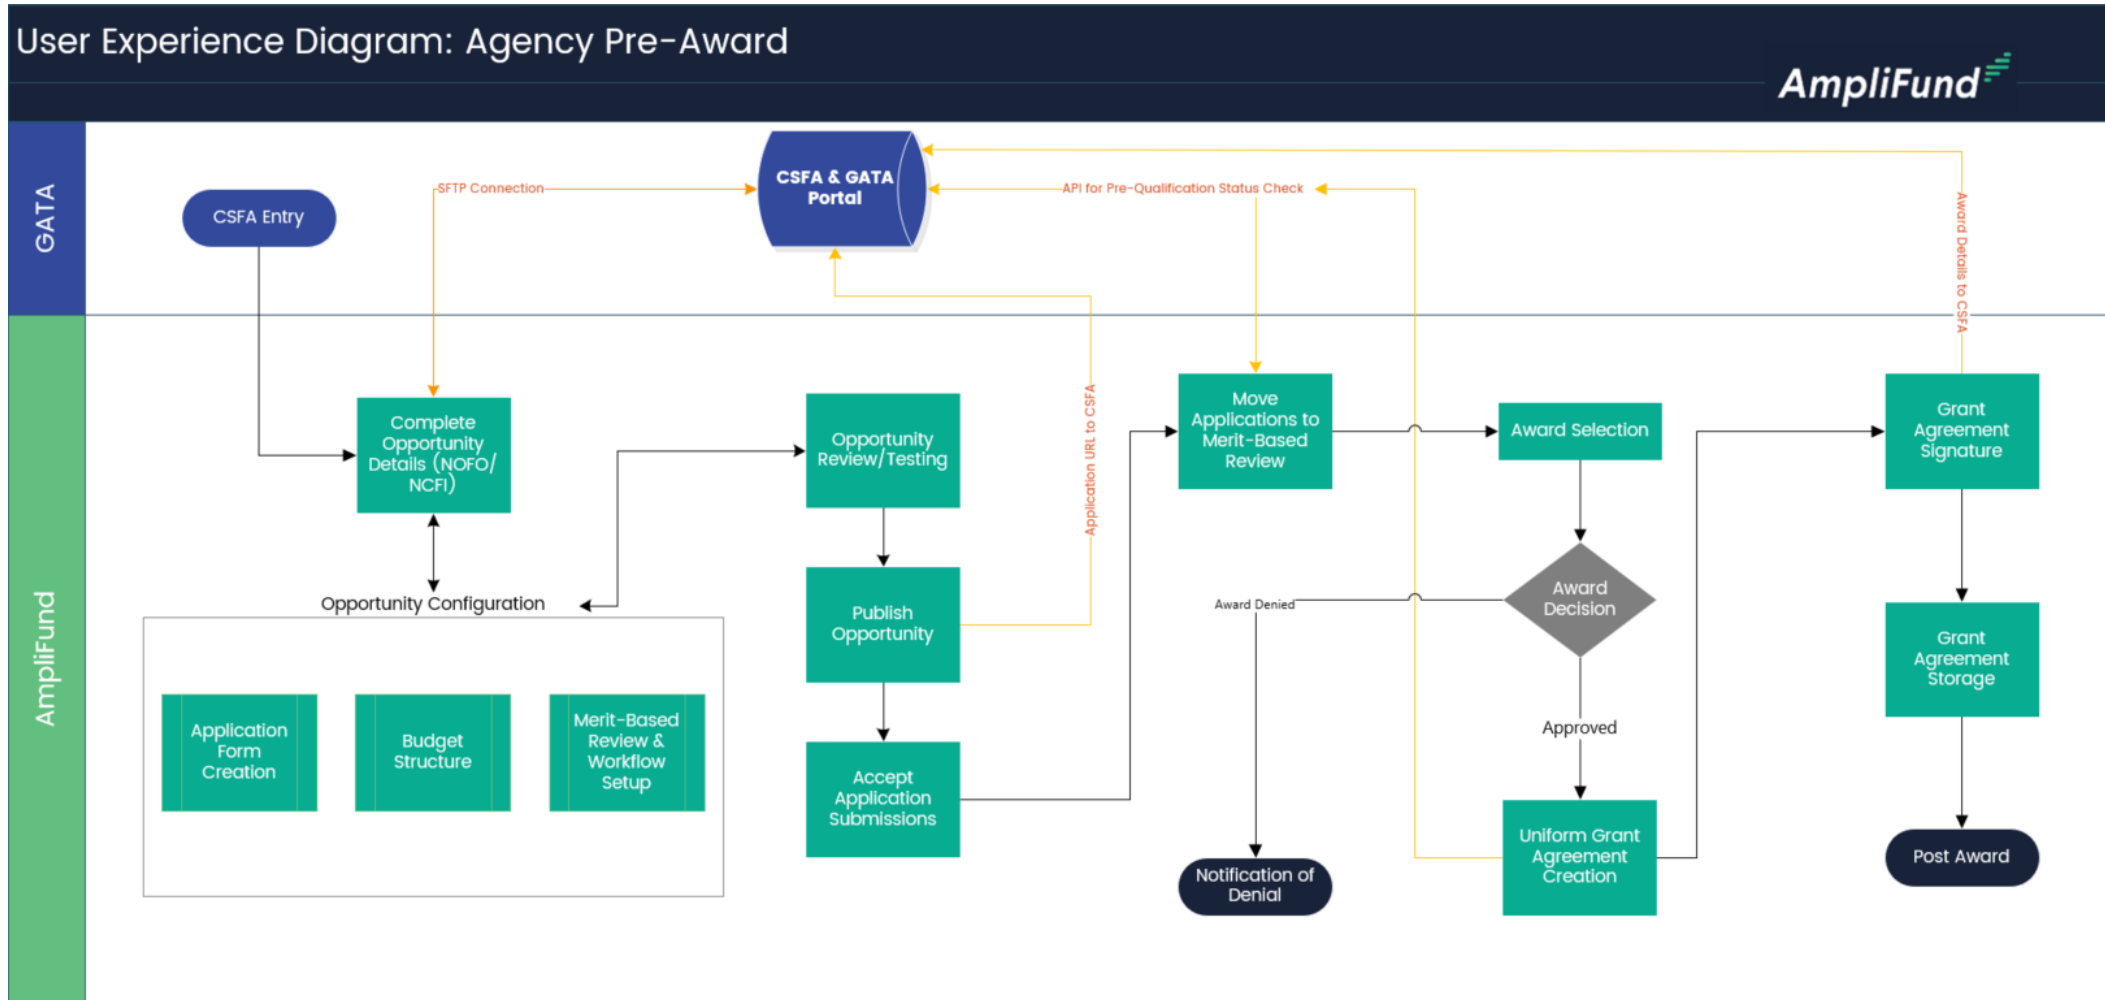 User Experience Diagram: Agency Pre-Award
AmpliFund
GATA
CSFA Entry
SFTP Connection
CSFA & GATA
Portal
API for Pre-Qualification Status Check
Award Details to CSFA
AmpliFund
Complete
Opportunity
Details (NOFO/
NCFI)
Opportunity Configuration
Application
Form
Creation
Budget
Structure
Merit-Based
Review &
Workflow
Setup
Opportunity
Review/Testing
Publish
Opportunity
Accept
Application
Submissions
Application URL to CSFA
Move
Applications to
Merit-Based
Review
Award Selection
Award
Decision
Award Denied
Notification of
Denial
Approved
Uniform Grant
Agreement
Creation
Grant
Agreement
Signature
Grant
Agreement
Storage
Post Award